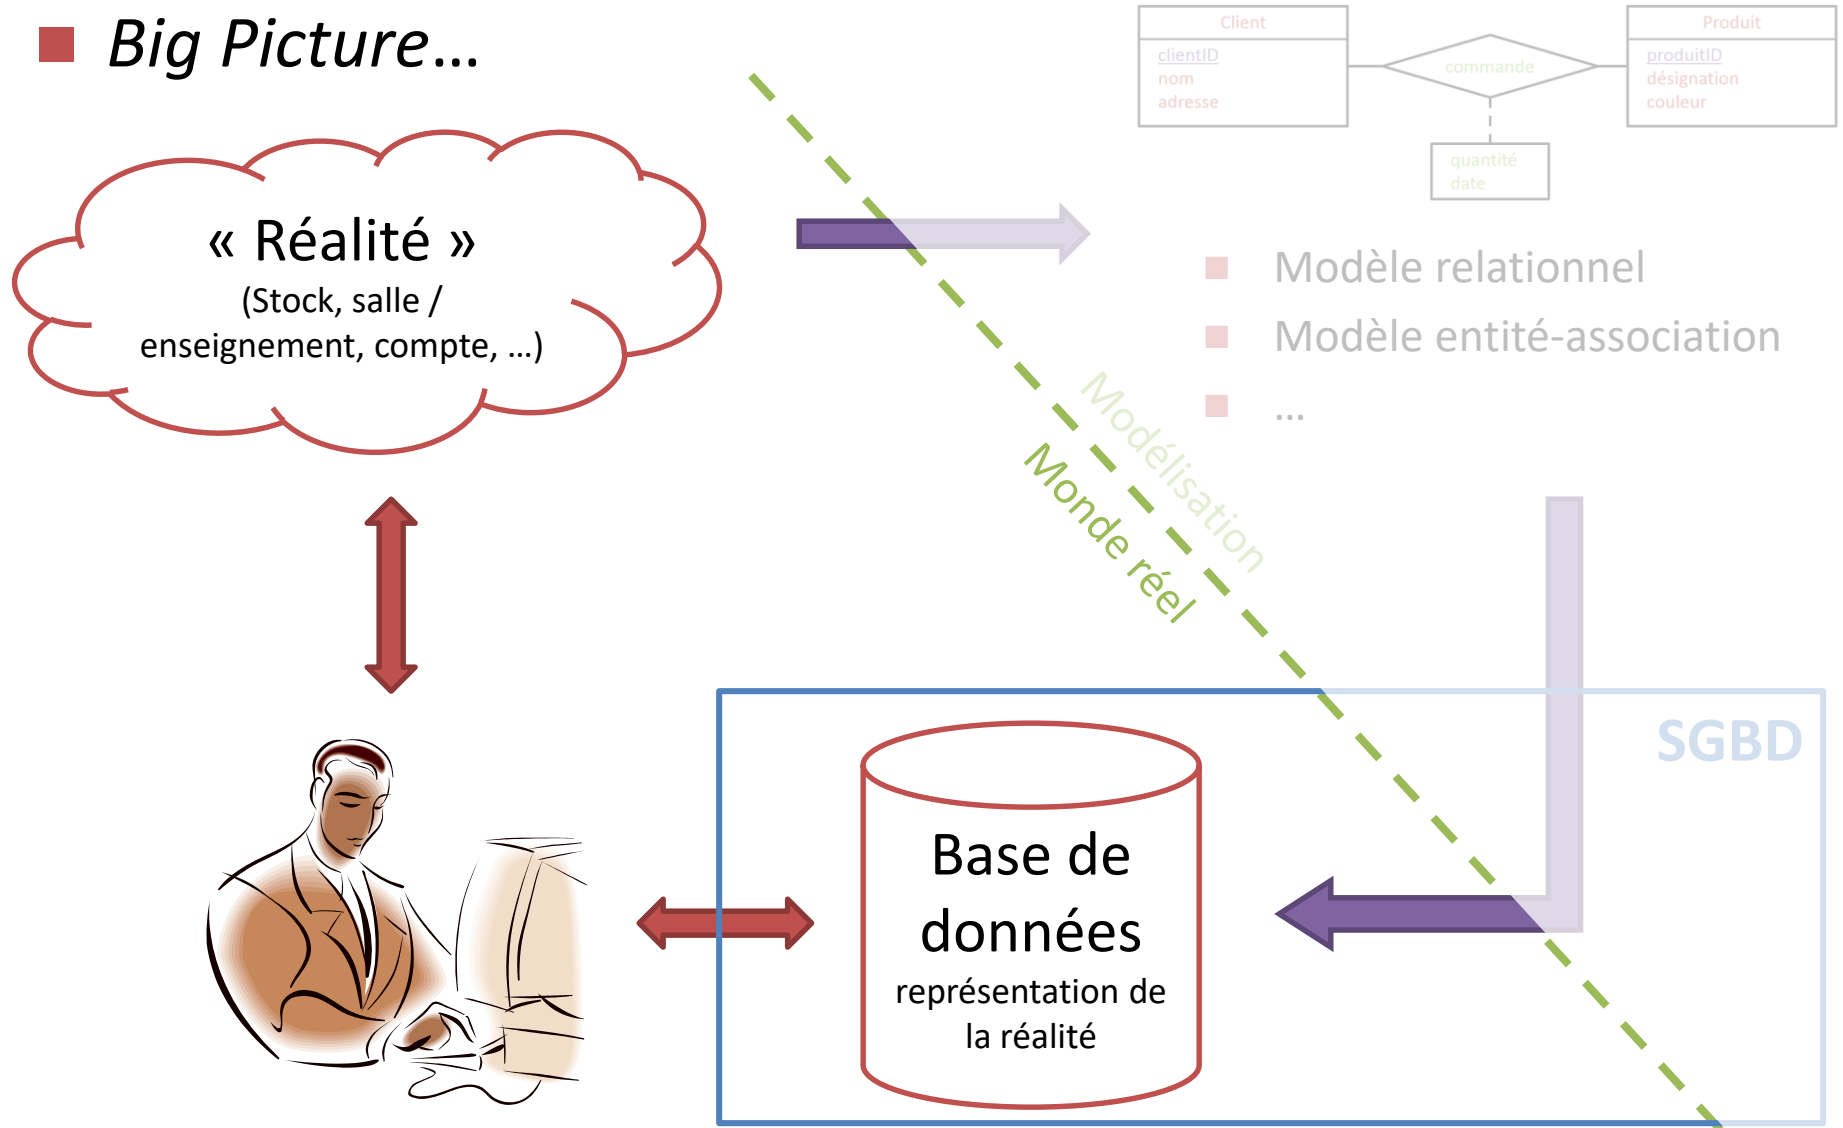 Big Picture…
Client
clientID
nom
adresse
commande
Produit
produitID
désignation
couleur
quantité
date
« Réalité »
(Stock, salle /
enseignement, compte, …)
Modèle relationnel
Modèle entité-association
…
Modélisation
Monde réel
SGBD
Base de
données
représentation de
la réalité